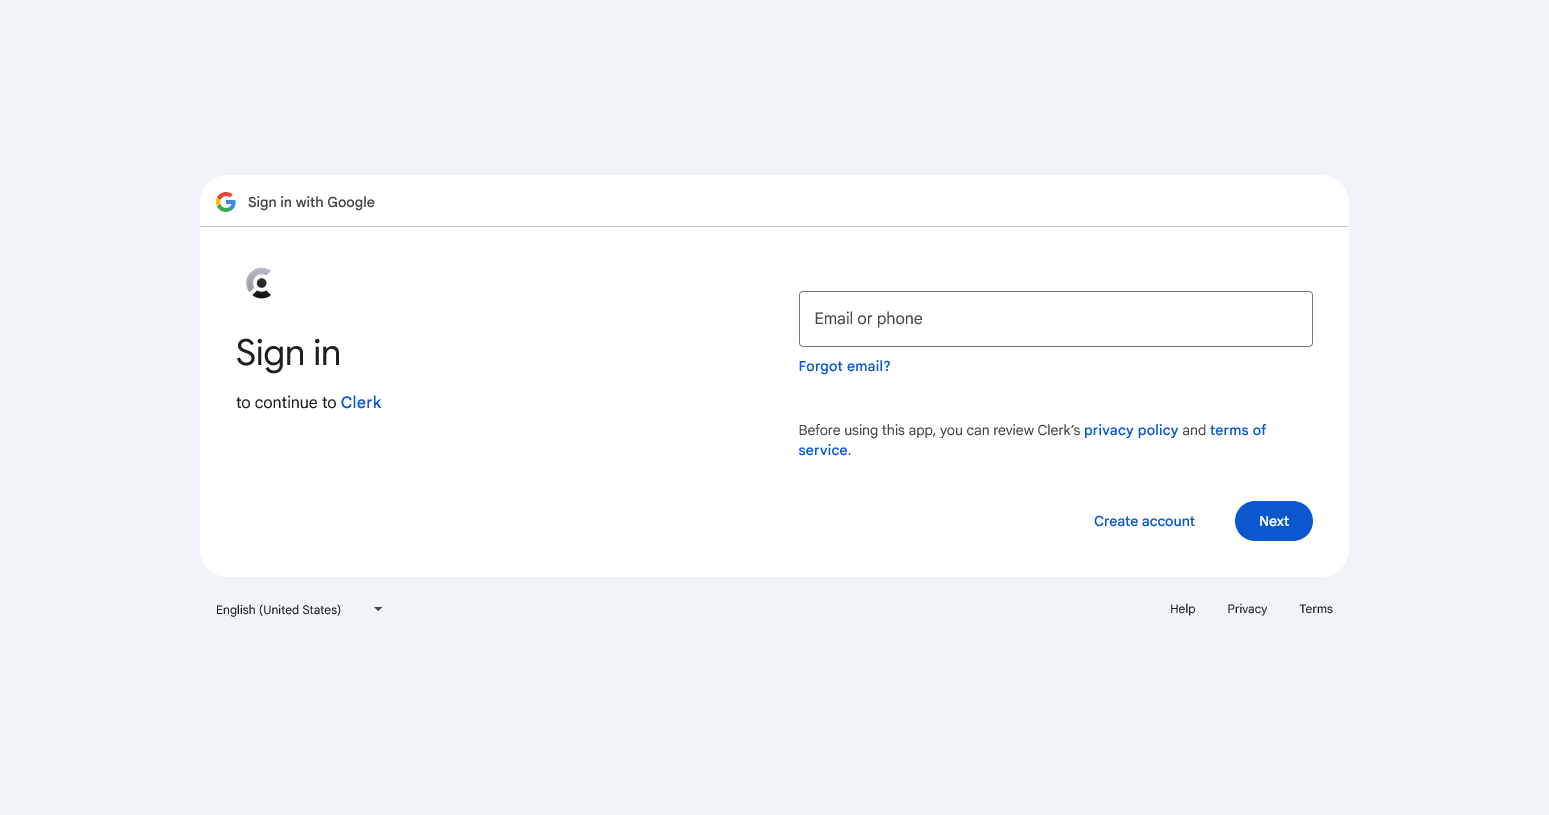 Sign in with Google
Sign in
to continue to Clerk
Email or phone
Forgot email?
Before using this app, you can review Clerk’s privacy policy and terms of
service.
Create account
Next
English (United States)
Help
Privacy
Terms